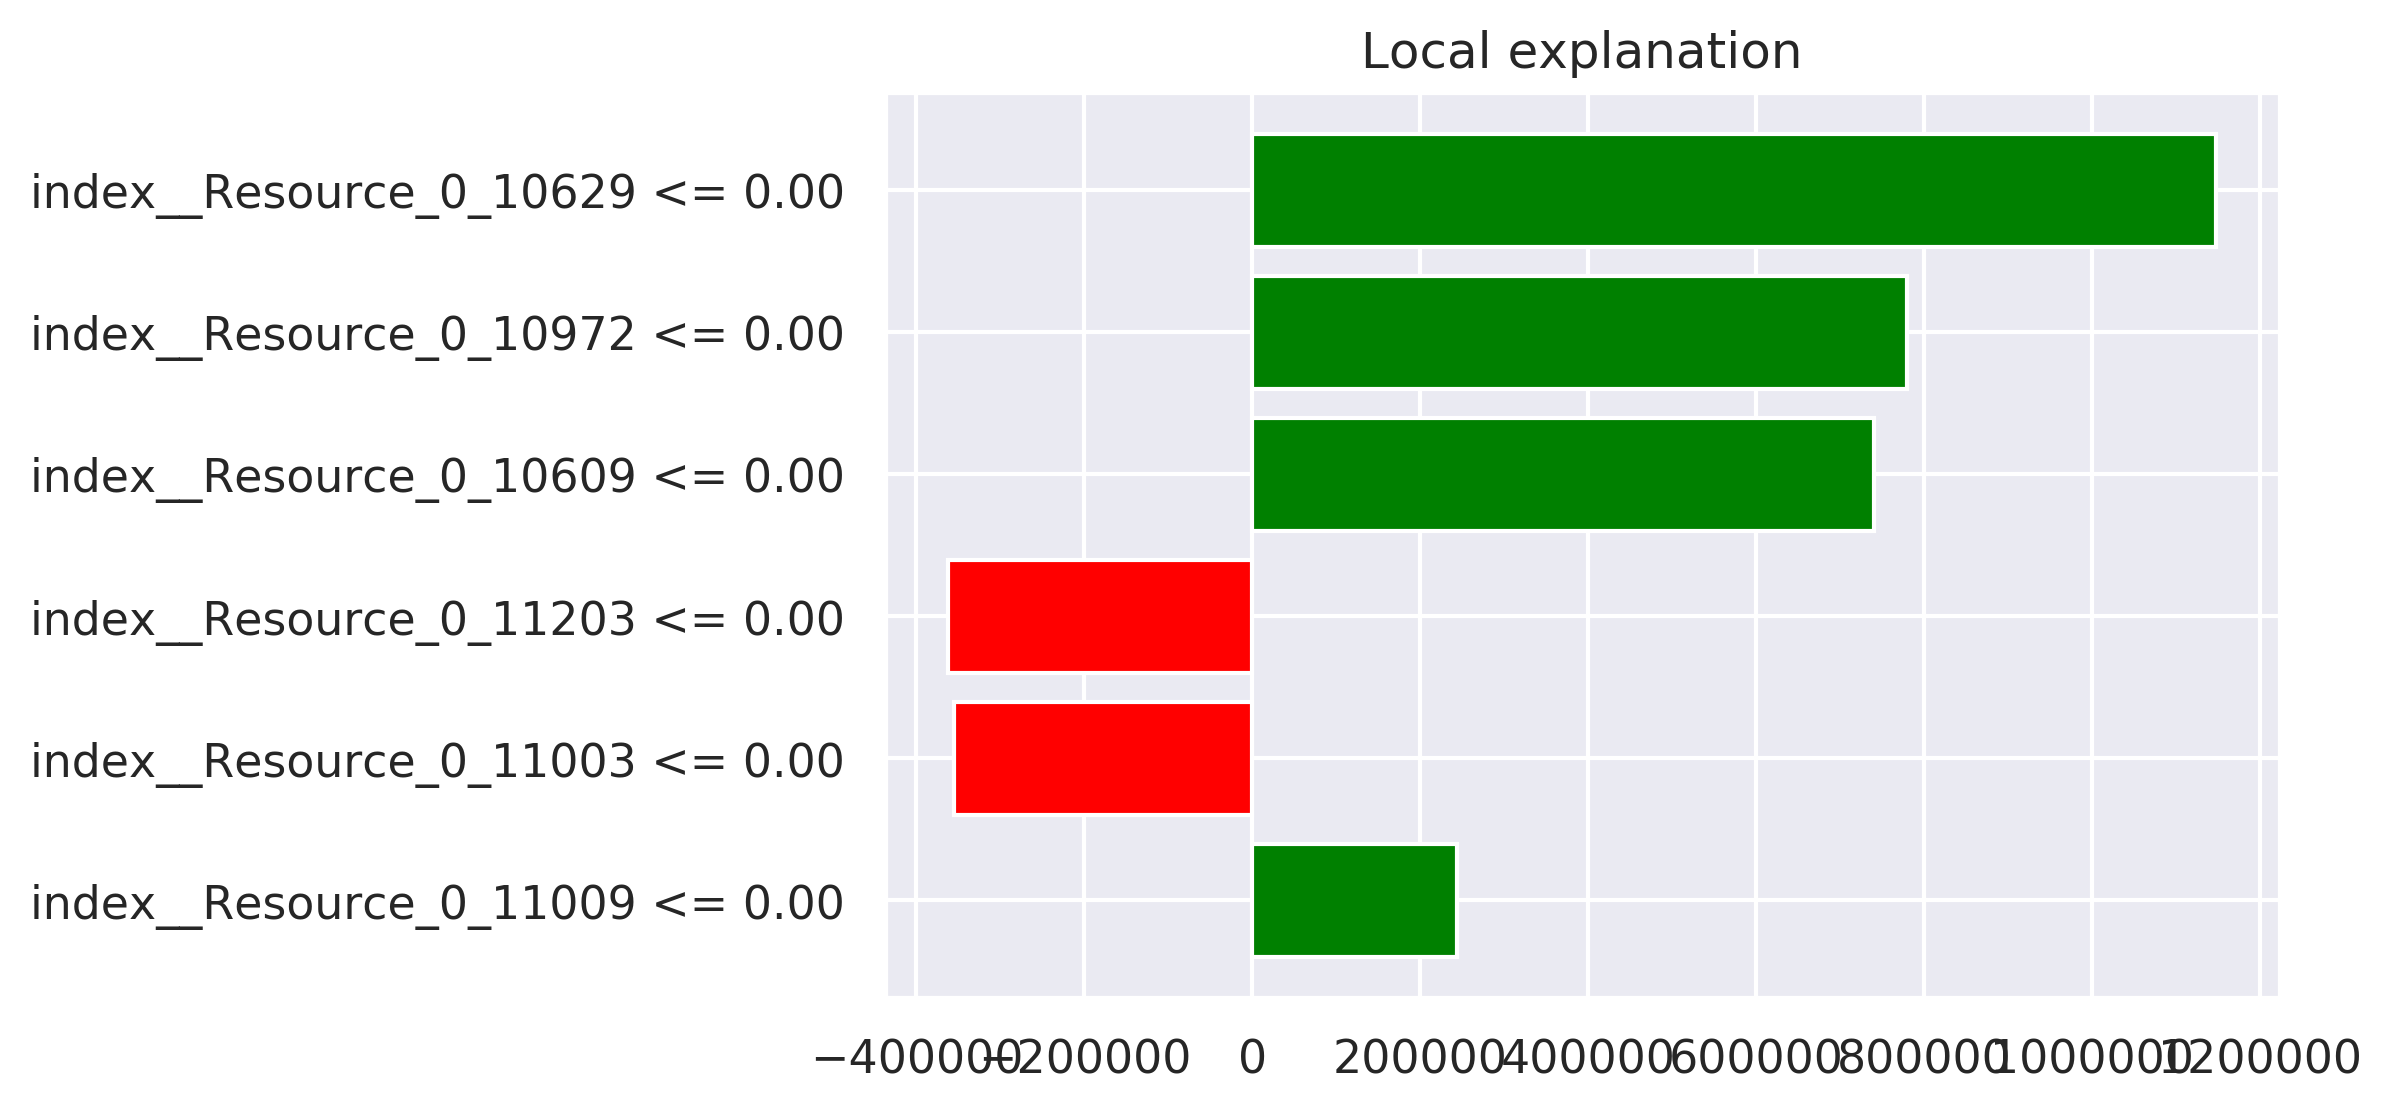 Local explanation
index__Resource_0_10629 <= 0.00
index__Resource_0_10972 <= 0.00
index__Resource_0_10609 <= 0.00
index__Resource_0_11203 <= 0.00
index__Resource_0_11003 <= 0.00
index__Resource_0_11009 <= 0.00
−400000 −200000 0 200000 400000 600000 800000 1000000 1200000